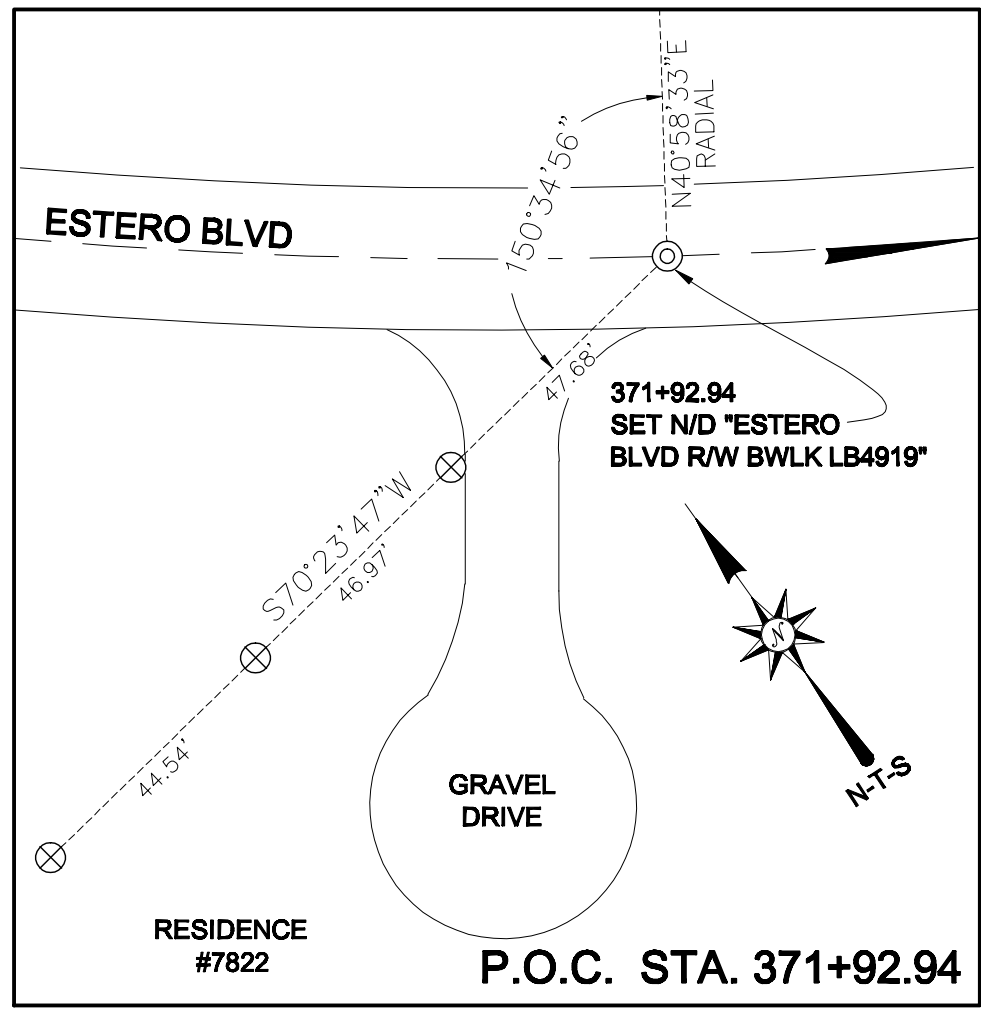 N40°58'33"E
RADIAL
150°34'56"
ESTERO BLVD
47.68'
371+92.94
SET N/D "ESTERO
BLVD R/W BWLK LB4919"
S70°23'47"W
46.97'
44.54'
N
N-T-S
GRAVEL
DRIVE
RESIDENCE
#7822
P.O.C. STA. 371+92.94